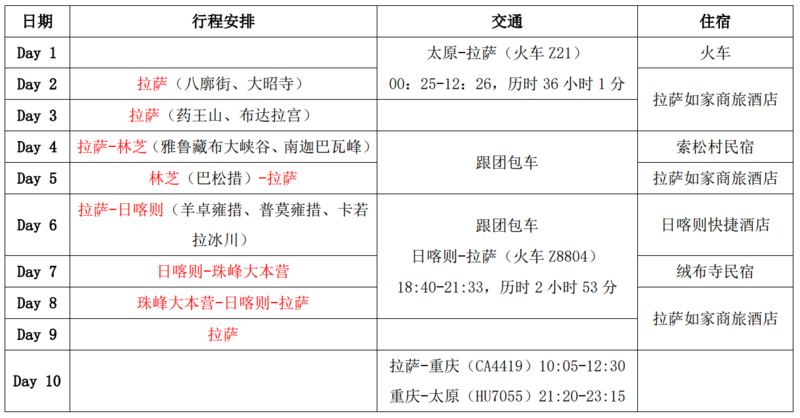 日期 行程安排 交通 住宿
Day 1 太原-拉萨（火车 Z21） 火车
Day 2 拉萨（八廓街、大昭寺） 00：25-12：26，历时 36 小时 1 分
拉萨如家商旅酒店
Day 3 拉萨（药王山、布达拉宫）
Day 4 拉萨-林芝（雅鲁藏布大峡谷、南迦巴瓦峰） 索松村民宿
跟团包车
Day 5 林芝（巴松措）-拉萨 拉萨如家商旅酒店
拉萨-日喀则（羊卓雍措、普莫雍措、卡若 跟团包车
Day 6 日喀则快捷酒店
拉冰川） 日喀则-拉萨（火车 Z8804）
Day 7 日喀则-珠峰大本营 绒布寺民宿
18:40-21:33，历时 2 小时 53 分
Day 8 珠峰大本营-日喀则-拉萨
拉萨如家商旅酒店
Day 9 拉萨
拉萨-重庆（CA4419）10:05-12:30
Day 10
重庆-太原（HU7055）21:20-23:15